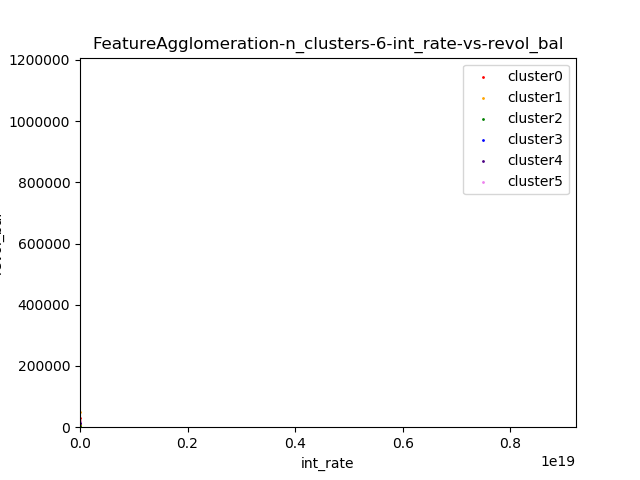 FeatureAgglomeration-n_clusters-6-int_rate-vs-revol_bal
1200000
1000000
800000
600000
400000
200000
0
cluster0
cluster1
cluster2
cluster3
cluster4
cluster5
0.0 0.2 0.4 0.6 0.8
1e19
int_rate